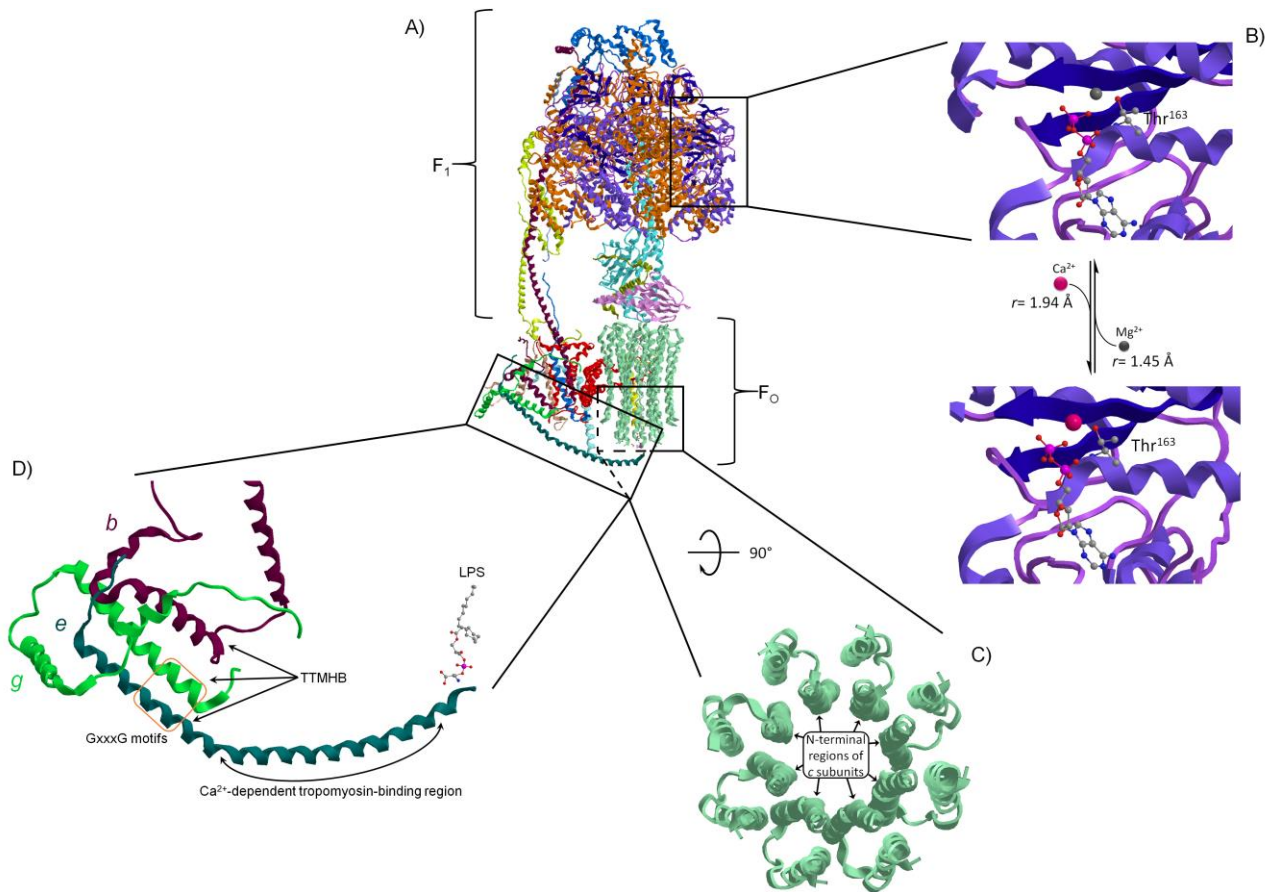 A)
B)
Thr¹⁶³
F₁
Ca²⁺
r= 1.94 Å
Mg²⁺
r= 1.45 Å
Thr¹⁶³
F_O
D)
b
e
g
LPS
TTMHB
GxxxG motifs
Ca²⁺-dependent tropomyosin-binding region
90°
C)
N-terminal
regions of
c subunits